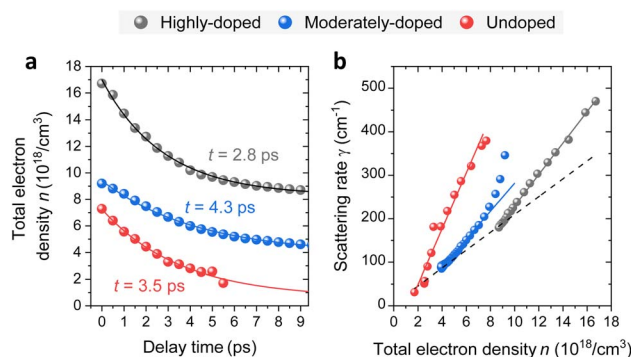 Highly-doped Moderately-doped Undoped
a
Total electron
density n (10^18/cm^3)
18
16
14
12
10
8
6
4
2
0
t = 2.8 ps
t = 4.3 ps
t = 3.5 ps
0 1 2 3 4 5 6 7 8 9
Delay time (ps)
b
Scattering rate γ (cm^-1)
500
400
300
200
100
0
0 2 4 6 8 10 12 14 16 18
Total electron density n (10^18/cm^3)